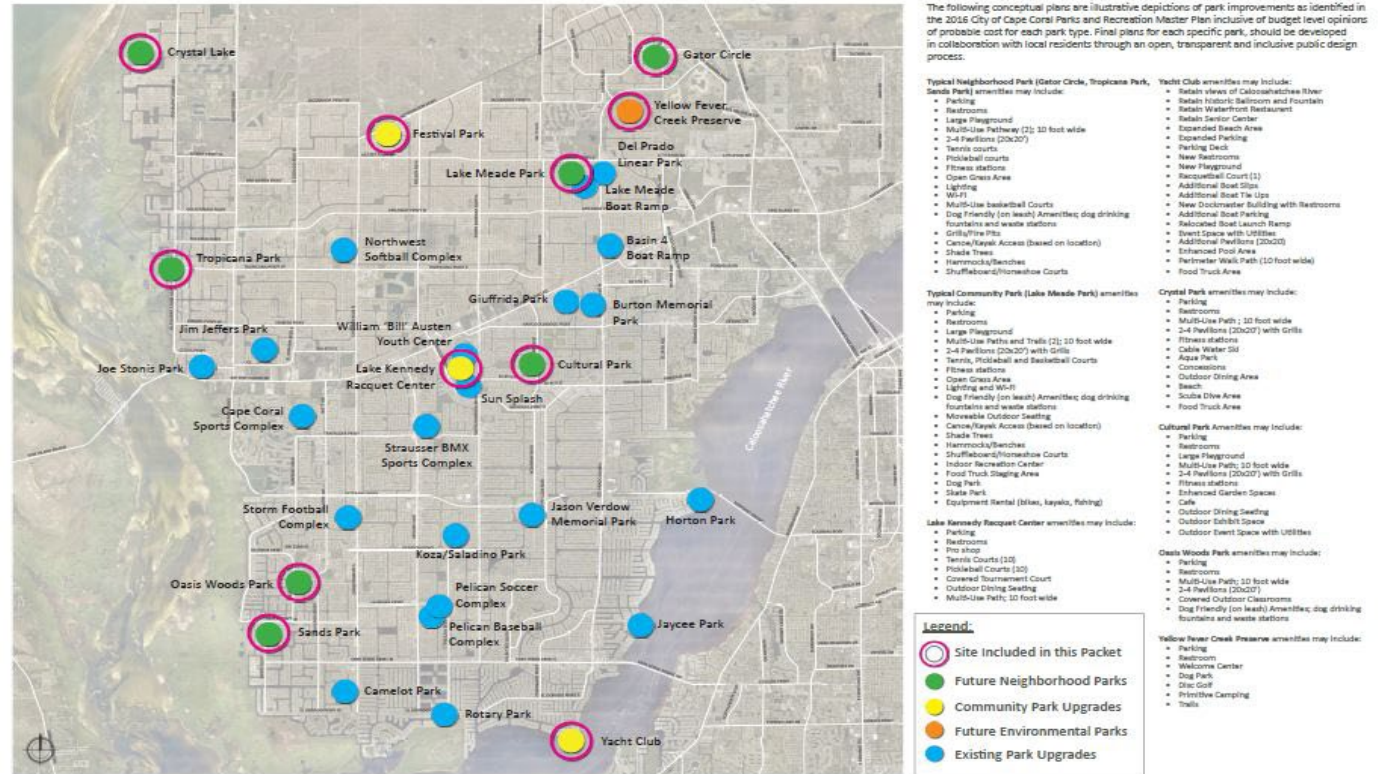 The following conceptual plans are illustrative depictions of park improvements as identified in
the 2016 City of Cape Coral Parks and Recreation Master Plan inclusive of budget level opinions
of probable cost for each park type. Final plans for each specific park, should be developed
in collaboration with local residents through an open, transparent and inclusive public design
process.
Crystal Lake
Gator Circle
Yellow Fever
Creek Preserve
Festival Park
Del Prado
Linear Park
Lake Meade Park
Lake Meade
Boat Ramp
Northwest
Softball Complex
Basin 4
Boat Ramp
Tropicana Park
Giuffrida Park
Burton Memorial
Park
William 'Bill' Austen
Youth Center
Jim Jeffers Park
Joe Stonis Park
Lake Kennedy
Racquet Center
Cultural Park
Sun Splash
Cape Coral
Sports Complex
Strausser BMX
Sports Complex
Caloosahatchee River
Storm Football
Complex
Jason Verdow
Memorial Park
Horton Park
Koza/Saladino Park
Oasis Woods Park
Pelican Soccer
Complex
Sands Park
Pelican Baseball
Complex
Jaycee Park
Camelot Park
Rotary Park
Yacht Club
Typical Neighborhood Park (Gator Circle, Tropicana Park,
Sands Park) amenities may include:
• Parking
• Restrooms
• Large Playground
• Multi-Use Pathway (2); 10 foot wide
• 2-4 Pavilions (20x20')
• Tennis courts
• Pickleball courts
• Fitness stations
• Open Grass Area
• Lighting
• Wi-Fi
• Multi-Use basketball Courts
• Dog Friendly (on leash) Amenities; dog drinking
fountains and waste stations
• Grills/Fire Pits
• Canoe/Kayak Access (based on location)
• Shade Trees
• Hammocks/Benches
• Shuffleboard/Horseshoe Courts
Typical Community Park (Lake Meade Park) amenities
may include:
• Parking
• Restrooms
• Large Playground
• Multi-Use Paths and Trails (2); 10 foot wide
• 2-4 Pavilions (20x20') with Grills
• Tennis, Pickleball and Basketball Courts
• Fitness stations
• Open Grass Area
• Lighting and Wi-Fi
• Dog Friendly (on leash) Amenities; dog drinking
fountains and waste stations
• Moveable Outdoor Seating
• Canoe/Kayak Access (based on location)
• Shade Trees
• Hammocks/Benches
• Shuffleboard/Horseshoe Courts
• Indoor Recreation Center
• Food Truck Staging Area
• Dog Park
• Skate Park
• Equipment Rental (bikes, kayaks, fishing)
Lake Kennedy Racquet Center amenities may include:
• Parking
• Restrooms
• Pro shop
• Tennis Courts (10)
• Pickleball Courts (10)
• Covered Tournament Court
• Outdoor Dining Seating
• Multi-Use Path; 10 foot wide
Yacht Club amenities may include:
• Retain views of Caloosahatchee River
• Retain historic Ballroom and Fountain
• Retain Waterfront Restaurant
• Retain Senior Center
• Expanded Beach Area
• Expanded Parking
• Parking Deck
• New Restrooms
• New Playground
• Racquetball Court (1)
• Additional Boat Slips
• Additional Boat Tie Ups
• New Dockmaster Building with Restrooms
• Additional Boat Parking
• Relocated Boat Launch Ramp
• Event Space with Utilities
• Additional Pavilions (20x20)
• Enhanced Pool Area
• Perimeter Walk Path (10 foot wide)
• Food Truck Area
Crystal Park amenities may include:
• Parking
• Restrooms
• Multi-Use Path ; 10 foot wide
• 2-4 Pavilions (20x20') with Grills
• Fitness stations
• Cable Water Ski
• Aqua Park
• Concessions
• Outdoor Dining Area
• Beach
• Scuba Dive Area
• Food Truck Area
Cultural Park Amenities may Include:
• Parking
• Restrooms
• Large Playground
• Multi-Use Path; 10 foot wide
• 2-4 Pavilions (20x20') with Grills
• Fitness stations
• Enhanced Garden Spaces
• Cafe
• Outdoor Dining Seating
• Outdoor Exhibit Space
• Outdoor Event Space with Utilities
Oasis Woods Park amenities may include:
• Parking
• Restrooms
• Multi-Use Path; 10 foot wide
• 2-4 Pavilions (20x20')
• Covered Outdoor Classrooms
• Dog Friendly (on leash) Amenities; dog drinking
fountains and waste stations
Yellow Fever Creek Preserve amenities may include:
• Parking
• Restroom
• Welcome Center
• Dog Park
• Disc Golf
• Primitive Camping
• Trails
Legend:
Site Included in this Packet
Future Neighborhood Parks
Community Park Upgrades
Future Environmental Parks
Existing Park Upgrades